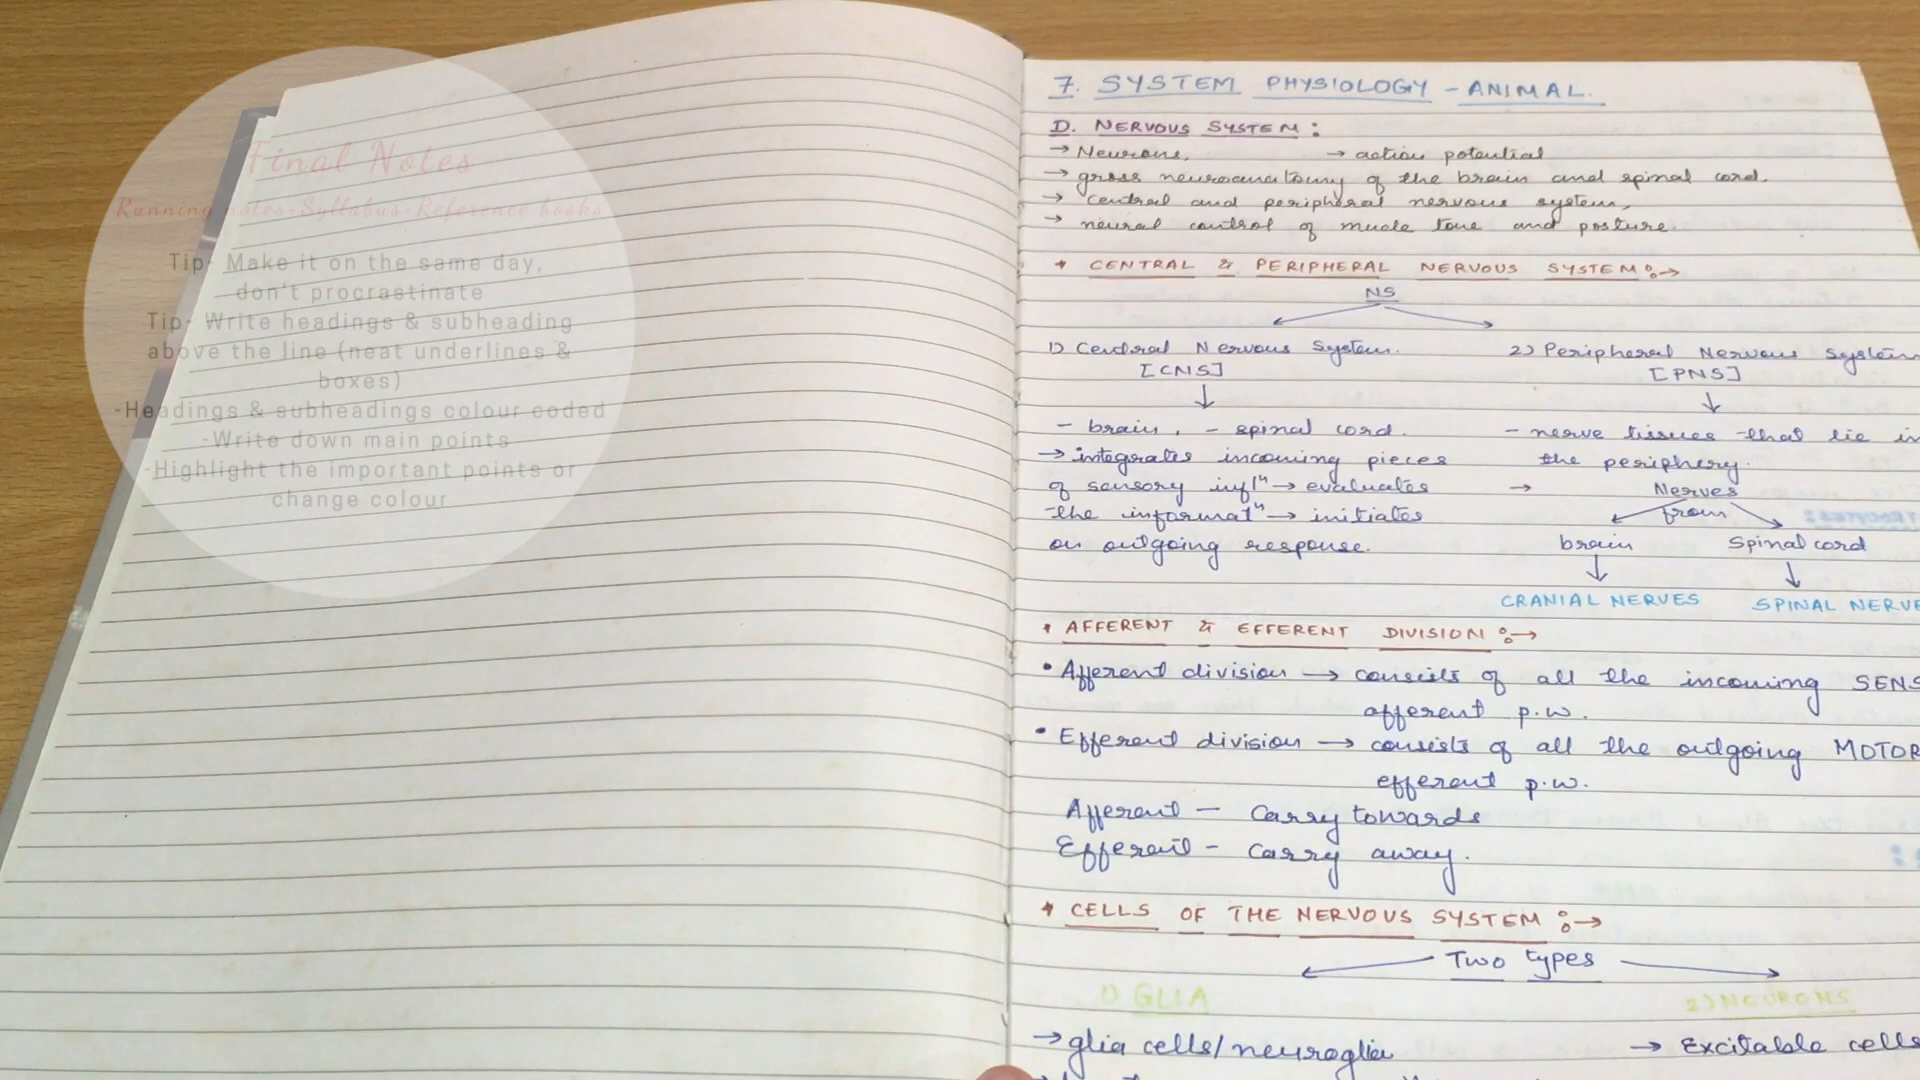 Final Notes
Running notes+Syllabus+Reference books
Tip- Make it on the same day,
don't procrastinate
Tip- Write headings & subheading
above the line (neat underlines &
boxes)
-Headings & subheadings colour coded
-Write down main points
-Highlight the important points or
change colour
7. SYSTEM PHYSIOLOGY - ANIMAL.
D. NERVOUS SYSTEM :
→ Neurons, → action potential
→ gross neuroanatomy of the brain and spinal cord.
→ central and peripheral nervous system,
→ neural control of muscle tone and posture.
* CENTRAL & PERIPHERAL NERVOUS SYSTEM :→
NS
1) Central Nervous System. 2) Peripheral Nervous System
[CNS] [PNS]
- brain, - spinal cord. - nerve tissues that lie in
→ integrates incoming pieces the periphery.
of sensory infⁿ → evaluates → Nerves
the informatⁿ → initiates from
an outgoing response. brain Spinal cord
CRANIAL NERVES SPINAL NERVE
* AFFERENT & EFFERENT DIVISION :→
• Afferent division → consists of all the incoming SENS
afferent p.w.
• Efferent division → consists of all the outgoing MOTOR
efferent p.w.
Afferent - Carry towards
Efferent - Carry away.
* CELLS OF THE NERVOUS SYSTEM :→
Two types
1) GLIA 2) NEURONS
→ glia cells/neuroglia → Excitable cells